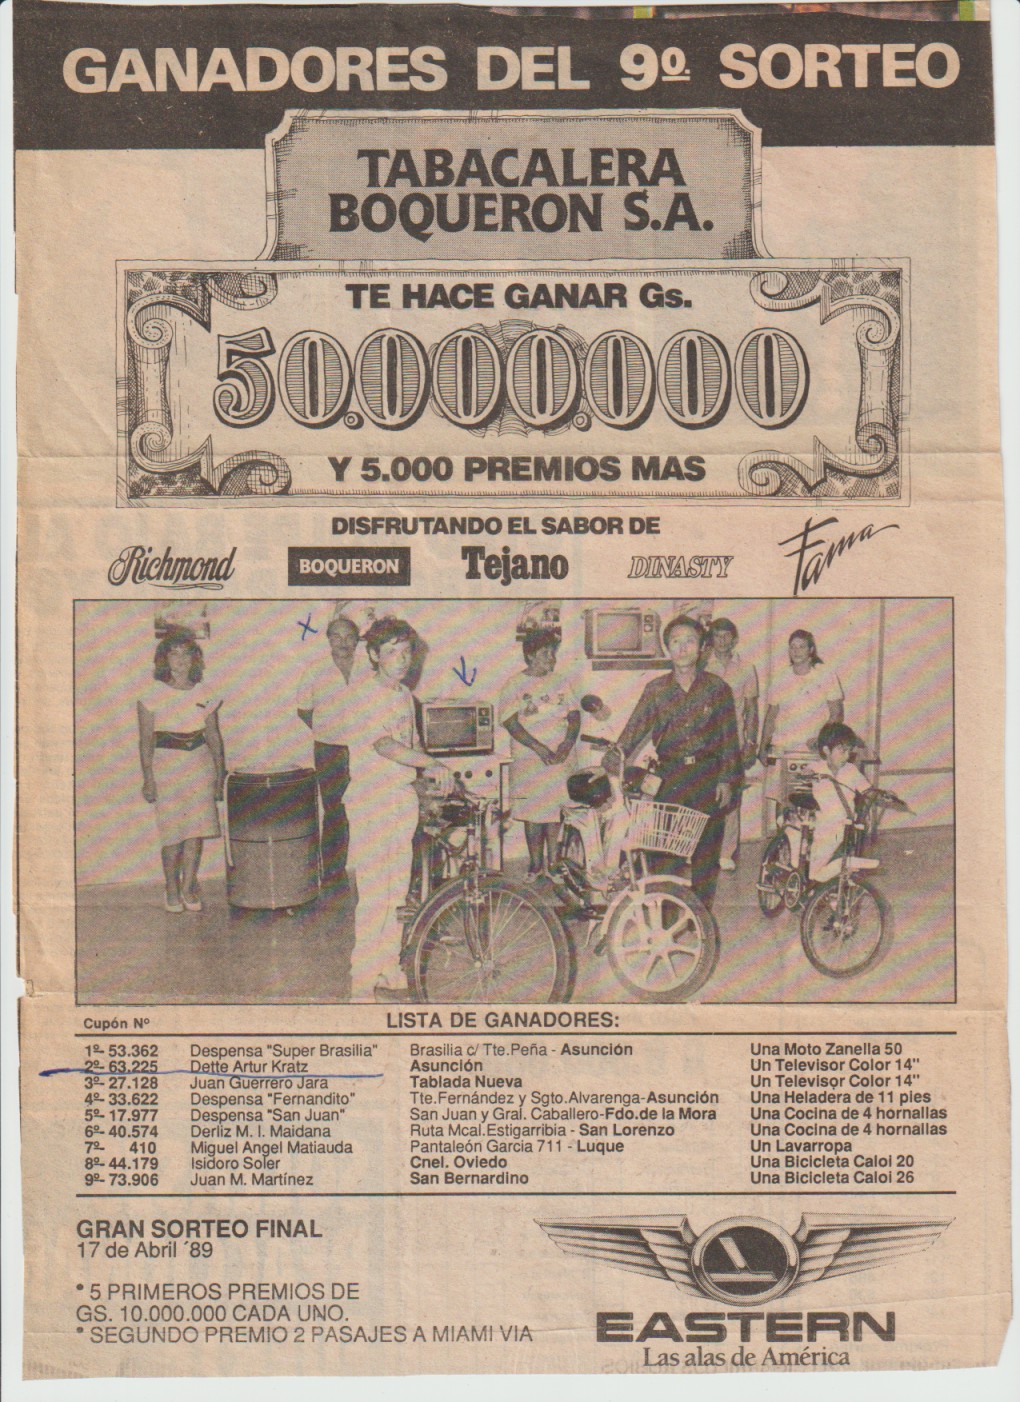 GANADORES DEL 9º SORTEO
TABACALERA
BOQUERON S.A.
TE HACE GANAR Gs.
50.000.000
Y 5.000 PREMIOS MAS
DISFRUTANDO EL SABOR DE
Richmond BOQUERON Tejano DINASTY Fama
Cupón Nº LISTA DE GANADORES:
1º- 53.362 Despensa "Super Brasilia" Brasilia c/ Tte.Peña - Asunción Una Moto Zanella 50
2º- 63.225 Dette Artur Kratz Asunción Un Televisor Color 14"
3º- 27.128 Juan Guerrero Jara Tablada Nueva Un Televisor Color 14"
4º- 33.622 Despensa "Fernandito" Tte.Fernández y Sgto.Alvarenga-Asunción Una Heladera de 11 pies
5º- 17.977 Despensa "San Juan" San Juan y Gral. Caballero-Fdo.de la Mora Una Cocina de 4 hornallas
6º- 40.574 Derliz M. I. Maidana Ruta Mcal.Estigarribia - San Lorenzo Una Cocina de 4 hornallas
7º- 410 Miguel Angel Matiauda Pantaleón Garcia 711 - Luque Un Lavarropa
8º- 44.179 Isidoro Soler Cnel. Oviedo Una Bicicleta Caloi 20
9º- 73.906 Juan M. Martínez San Bernardino Una Bicicleta Caloi 26
GRAN SORTEO FINAL
17 de Abril ´89
• 5 PRIMEROS PREMIOS DE
GS. 10.000.000 CADA UNO.
• SEGUNDO PREMIO 2 PASAJES A MIAMI VIA
EASTERN
Las alas de América